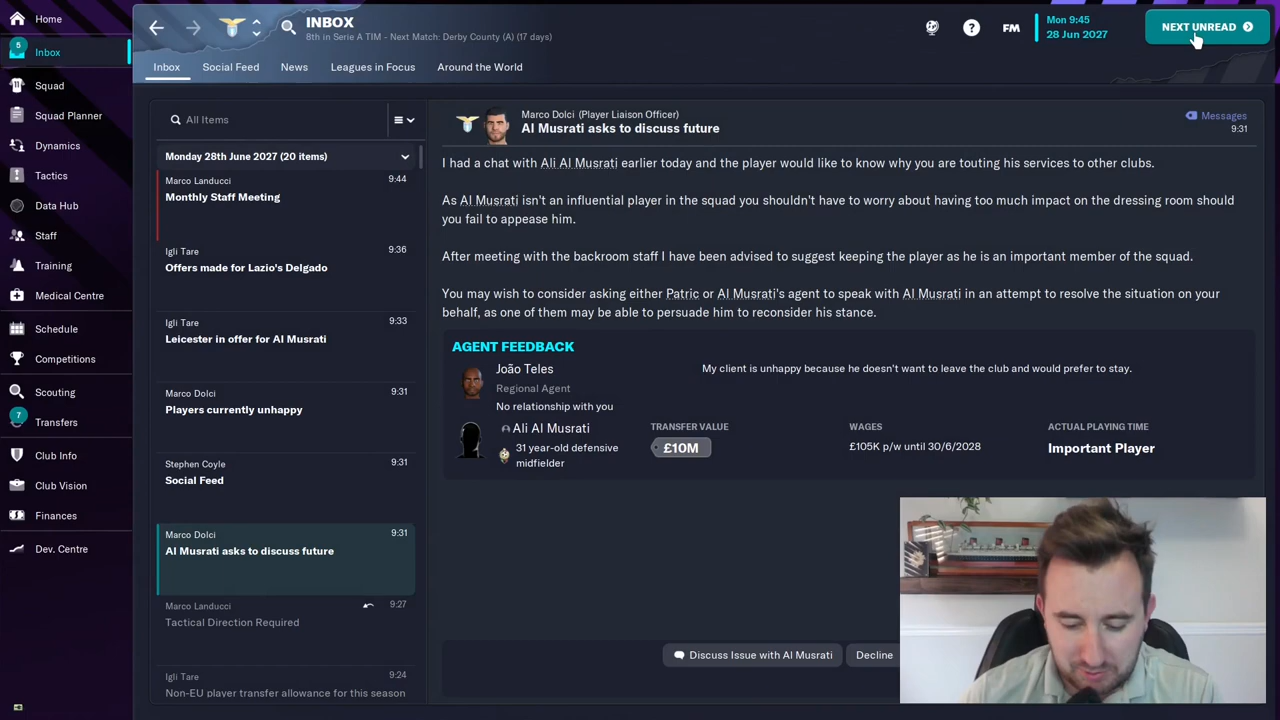 Home
5
Inbox
Squad
Squad Planner
Dynamics
Tactics
Data Hub
Staff
Training
Medical Centre
Schedule
Competitions
Scouting
7
Transfers
Club Info
Club Vision
Finances
Dev. Centre
INBOX
8th in Serie A TIM - Next Match: Derby County (A) (17 days)
FM
Mon 9:45
28 Jun 2027
NEXT UNREAD
Inbox
Social Feed
News
Leagues in Focus
Around the World
All Items
Monday 28th June 2027 (20 items)
Marco Landucci 9:44
Monthly Staff Meeting
Igli Tare 9:36
Offers made for Lazio's Delgado
Igli Tare 9:33
Leicester in offer for Al Musrati
Marco Dolci 9:31
Players currently unhappy
Stephen Coyle 9:31
Social Feed
Marco Dolci 9:31
Al Musrati asks to discuss future
Marco Landucci 9:27
Tactical Direction Required
Igli Tare 9:24
Non-EU player transfer allowance for this season
Marco Dolci (Player Liaison Officer)
Al Musrati asks to discuss future
Messages
9:31
I had a chat with Ali Al Musrati earlier today and the player would like to know why you are touting his services to other clubs.
As Al Musrati isn't an influential player in the squad you shouldn't have to worry about having too much impact on the dressing room should
you fail to appease him.
After meeting with the backroom staff I have been advised to suggest keeping the player as he is an important member of the squad.
You may wish to consider asking either Patric or Al Musrati's agent to speak with Al Musrati in an attempt to resolve the situation on your
behalf, as one of them may be able to persuade him to reconsider his stance.
AGENT FEEDBACK
João Teles
Regional Agent
No relationship with you
My client is unhappy because he doesn't want to leave the club and would prefer to stay.
Ali Al Musrati
31 year-old defensive
midfielder
TRANSFER VALUE
£10M
WAGES
£105K p/w until 30/6/2028
ACTUAL PLAYING TIME
Important Player
Discuss Issue with Al Musrati
Decline